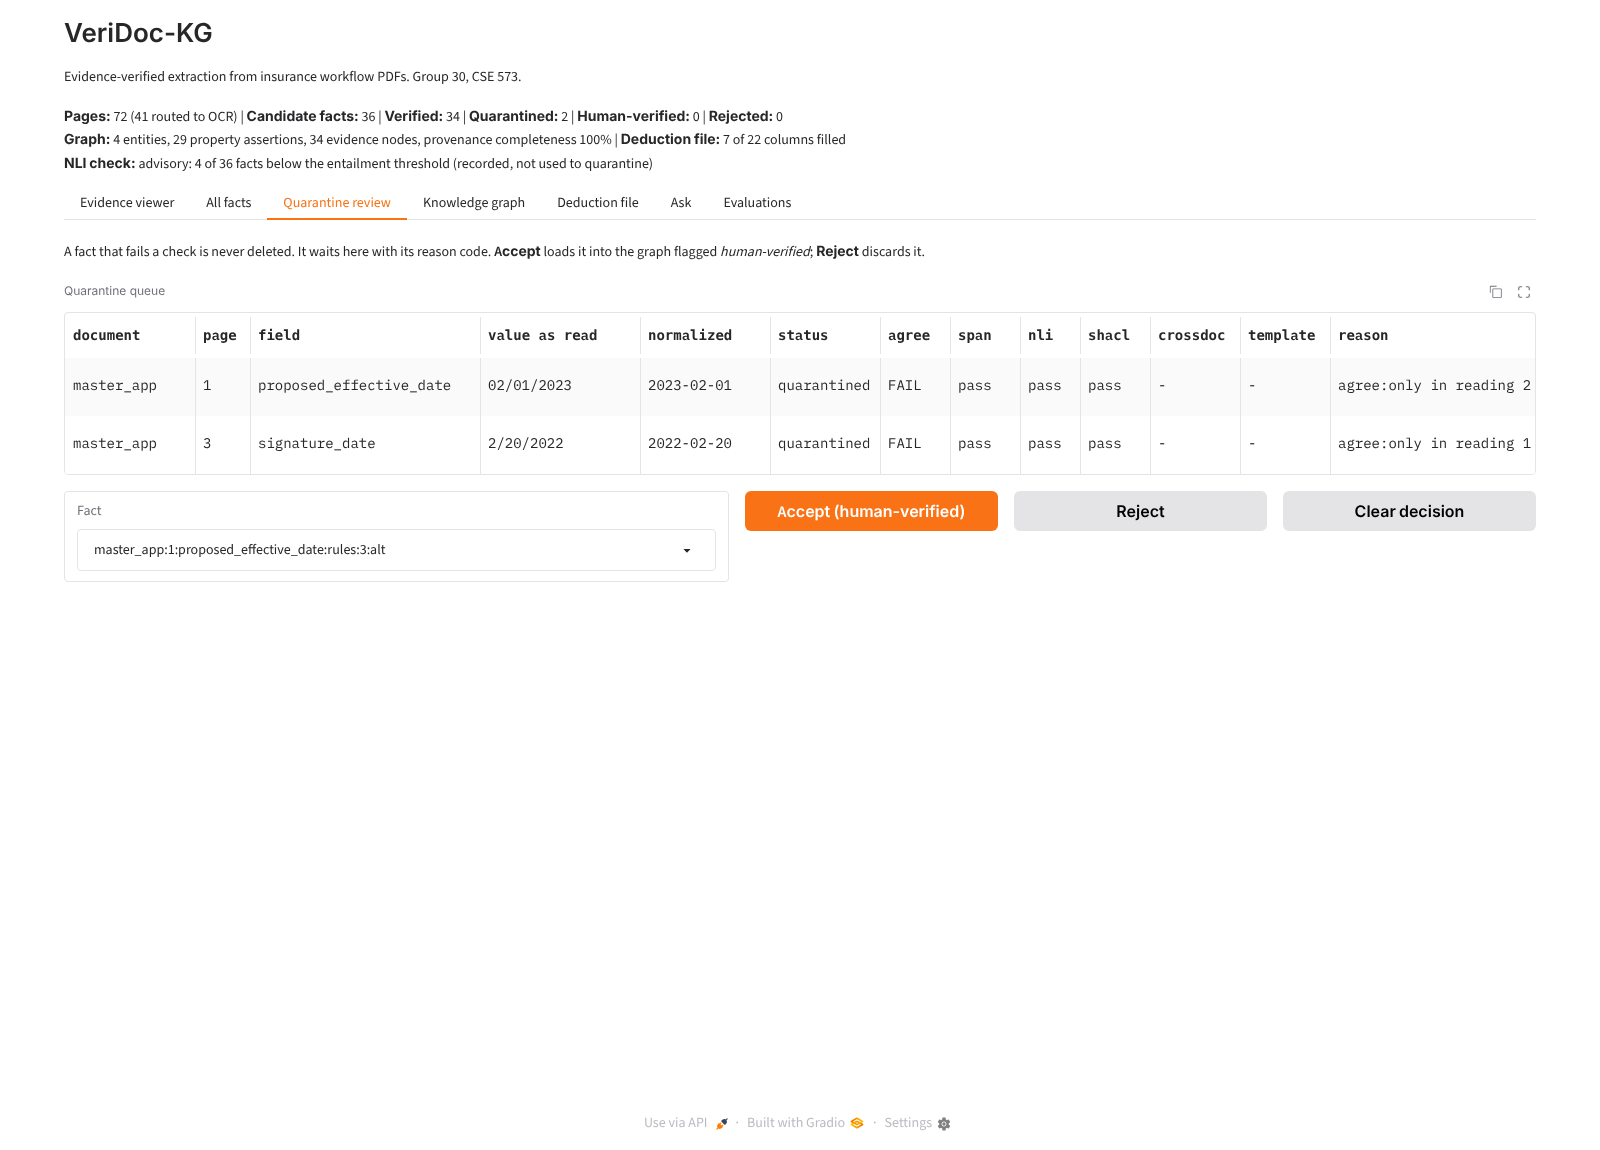 VeriDoc-KG
Evidence-verified extraction from insurance workflow PDFs. Group 30, CSE 573.
Pages: 72 (41 routed to OCR) | Candidate facts: 36 | Verified: 34 | Quarantined: 2 | Human-verified: 0 | Rejected: 0
Graph: 4 entities, 29 property assertions, 34 evidence nodes, provenance completeness 100% | Deduction file: 7 of 22 columns filled
NLI check: advisory: 4 of 36 facts below the entailment threshold (recorded, not used to quarantine)
Evidence viewer All facts Quarantine review Knowledge graph Deduction file Ask Evaluations
A fact that fails a check is never deleted. It waits here with its reason code. Accept loads it into the graph flagged human-verified; Reject discards it.
Quarantine queue
document page field value as read normalized status agree span nli shacl crossdoc template reason
master_app 1 proposed_effective_date 02/01/2023 2023-02-01 quarantined FAIL pass pass pass - - agree:only in reading 2
master_app 3 signature_date 2/20/2022 2022-02-20 quarantined FAIL pass pass pass - - agree:only in reading 1
Fact
master_app:1:proposed_effective_date:rules:3:alt
Accept (human-verified) Reject Clear decision
Use via API · Built with Gradio · Settings